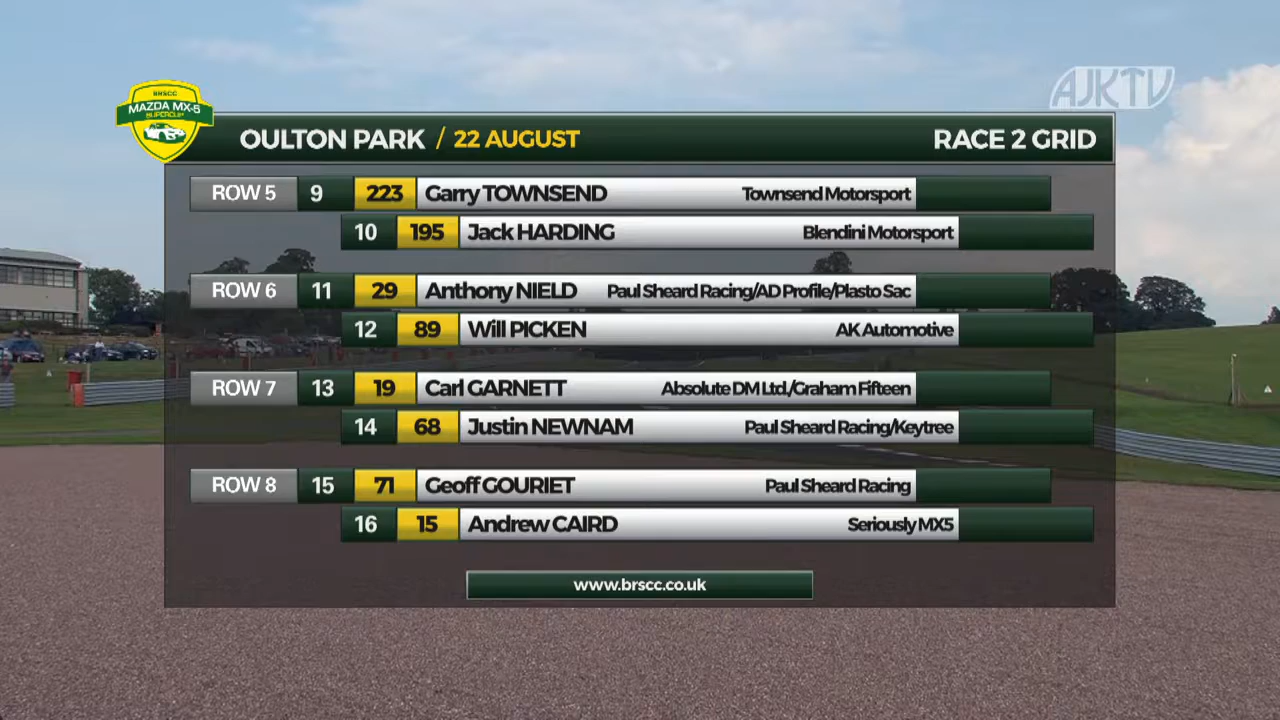 BRSCC
MAZDA MX-5
SUPERCUP
AJKTV
OULTON PARK / 22 AUGUST RACE 2 GRID
ROW 5 9 223 Garry TOWNSEND Townsend Motorsport
10 195 Jack HARDING Blendini Motorsport
ROW 6 11 29 Anthony NIELD Paul Sheard Racing/AD Profile/Plasto Sac
12 89 Will PICKEN AK Automotive
ROW 7 13 19 Carl GARNETT Absolute DM Ltd./Graham Fifteen
14 68 Justin NEWNAM Paul Sheard Racing/Keytree
ROW 8 15 71 Geoff GOURIET Paul Sheard Racing
16 15 Andrew CAIRD Seriously MX5
www.brscc.co.uk